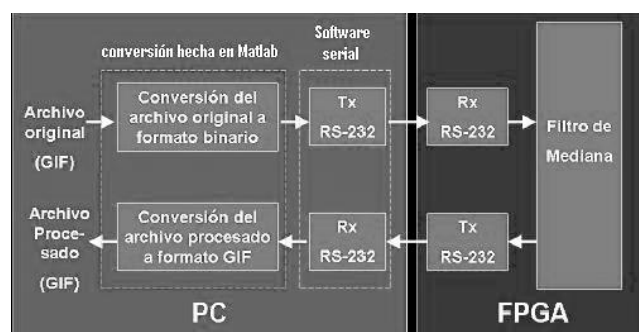 conversión hecha en Matlab
Software
serial
Archivo
original
(GIF)
Conversión del
archivo original a
formato binario
Tx
RS-232
Rx
RS-232
Filtro de
Mediana
Archivo
Proce-
sado
(GIF)
Conversión del
archivo procesado
a formato GIF
Rx
RS-232
Tx
RS-232
PC
FPGA